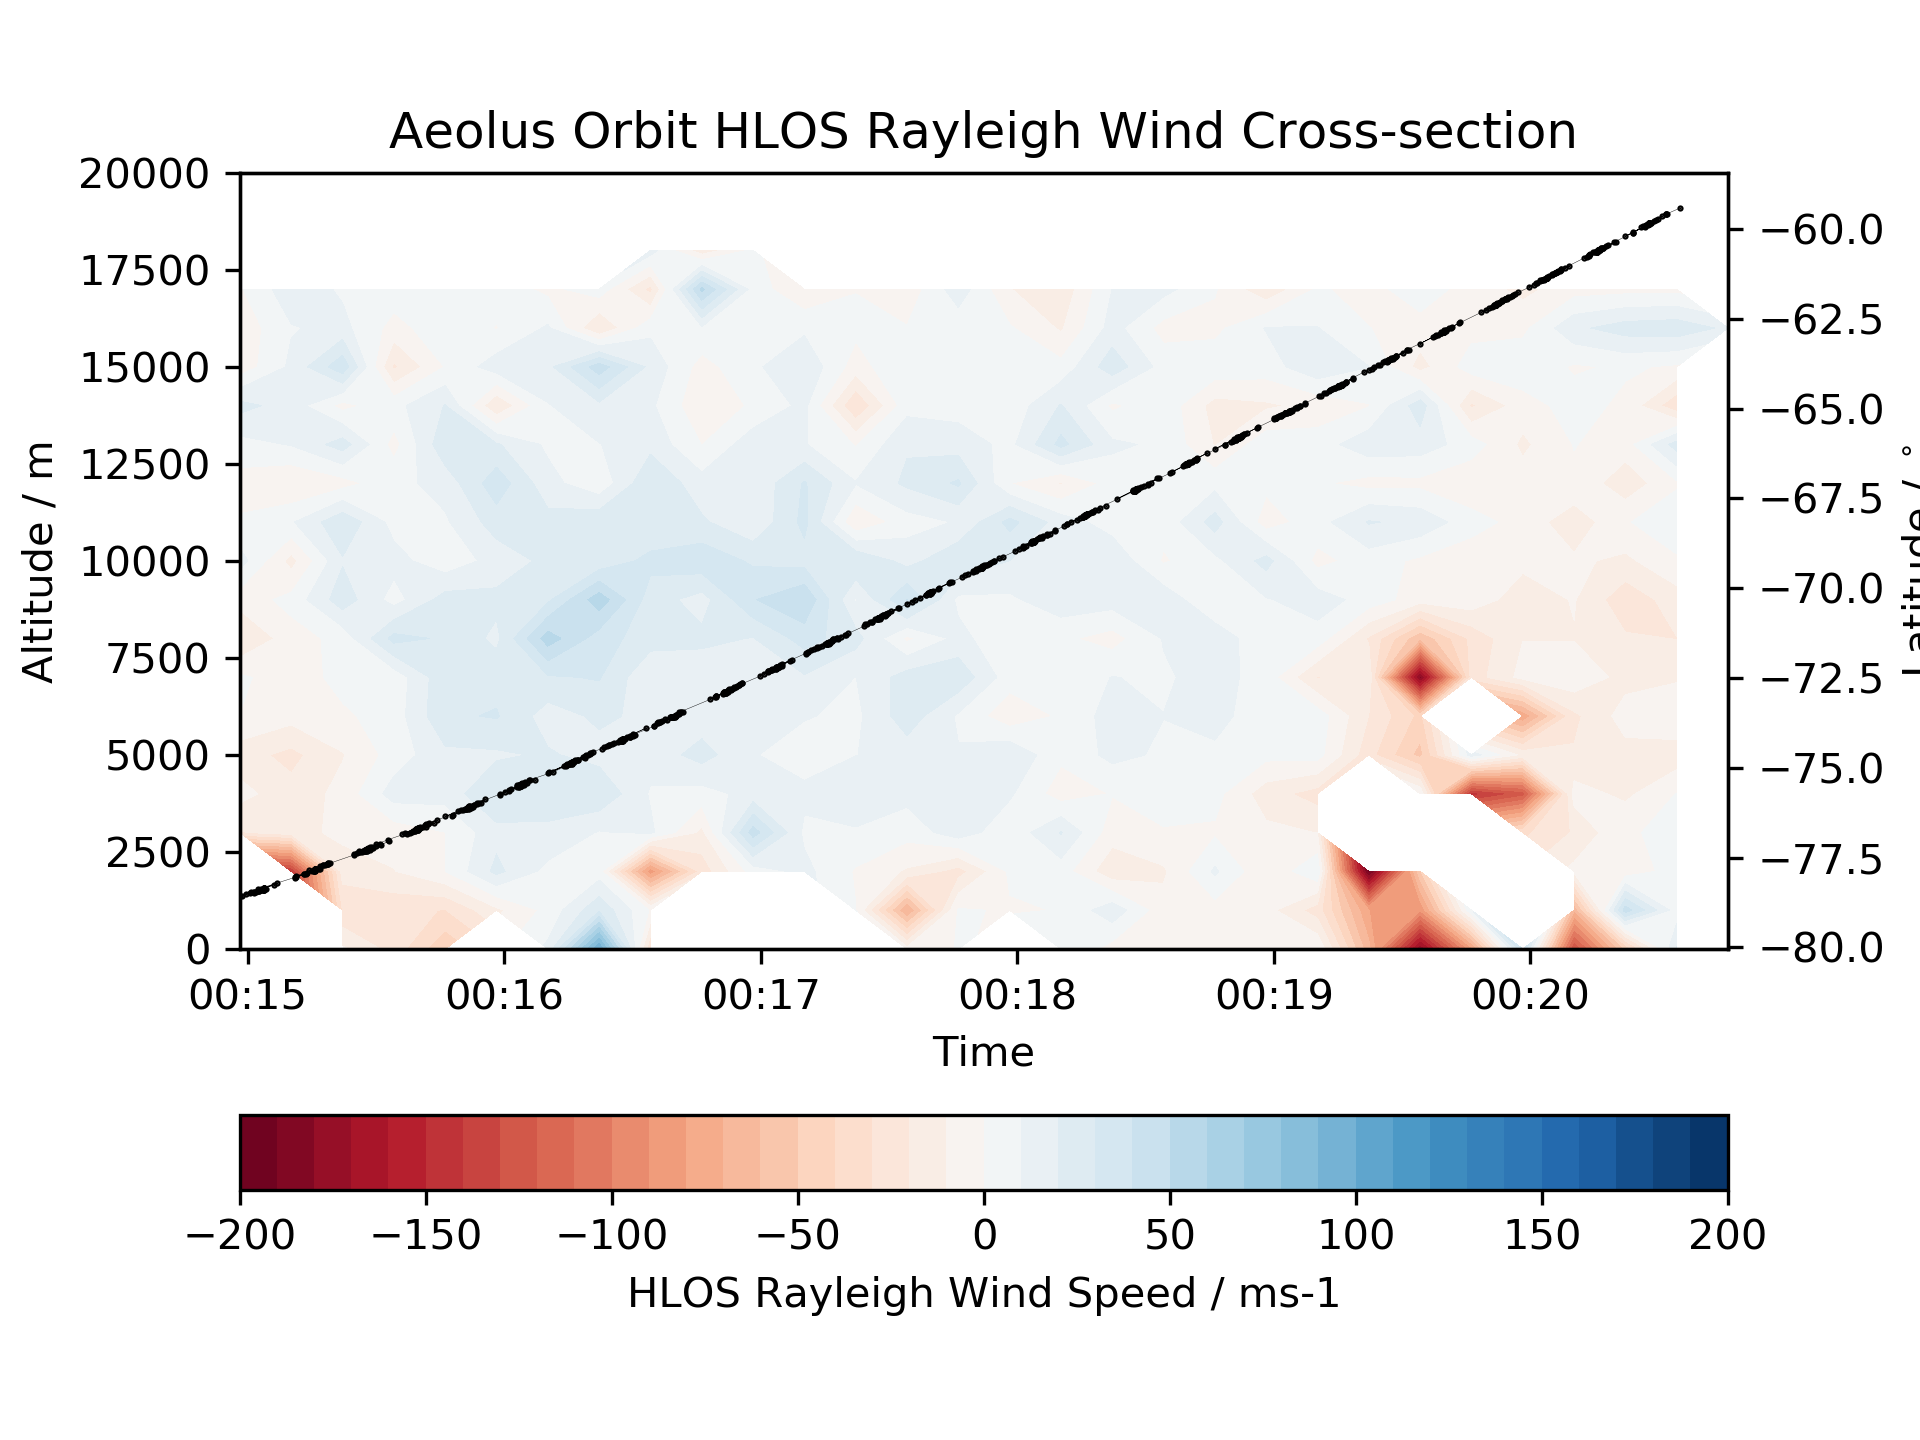 Aeolus Orbit HLOS Rayleigh Wind Cross-section
20000
17500
15000
12500
10000
7500
5000
2500
0
Altitude / m
−60.0
−62.5
−65.0
−67.5
−70.0
−72.5
−75.0
−77.5
−80.0
Latitude / °
00:15 00:16 00:17 00:18 00:19 00:20
Time
−200 −150 −100 −50 0 50 100 150 200
HLOS Rayleigh Wind Speed / ms-1